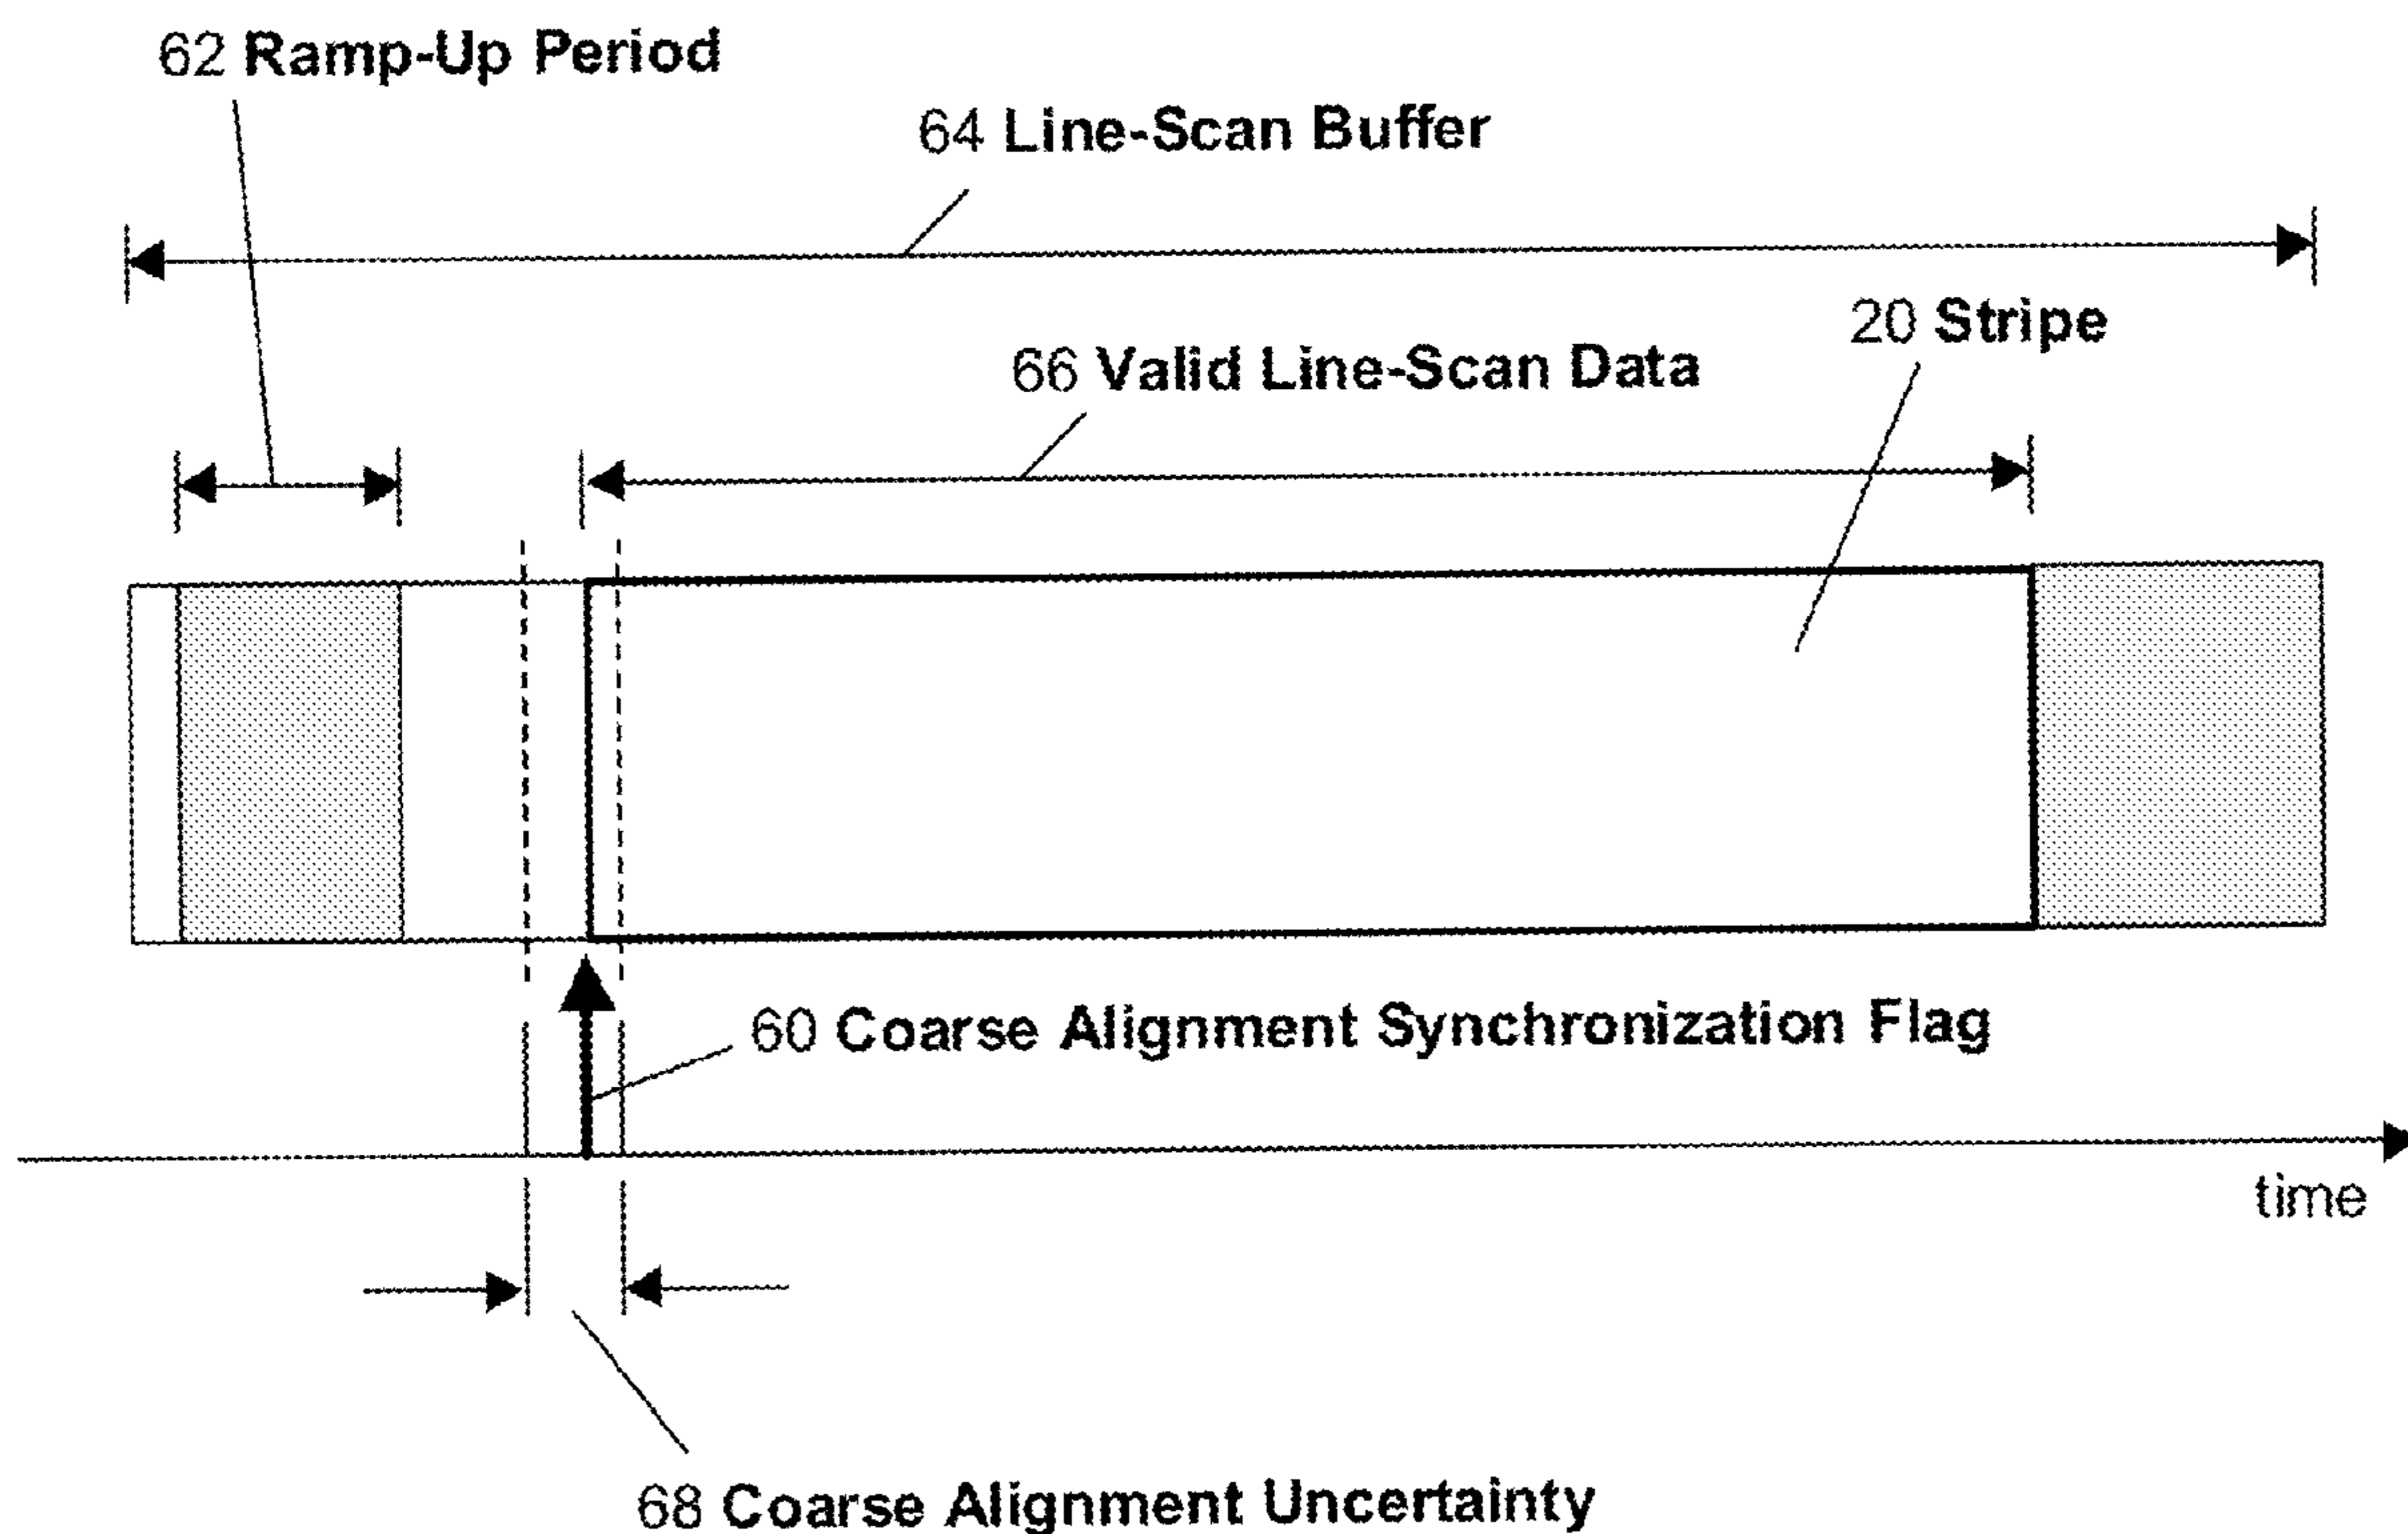 62 Ramp-Up Period
64 Line-Scan Buffer
20 Stripe
66 Valid Line-Scan Data
60 Coarse Alignment Synchronization Flag
time
68 Coarse Alignment Uncertainty